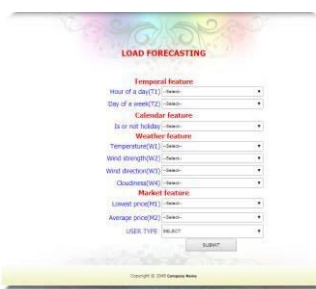 LOAD FORECASTING
Temporal feature
Hour of a day(T1) --Select--
Day of a week(T2) --Select--
Calendar feature
Is or not holiday --Select--
Weather feature
Temperature(W1) --Select--
Wind strength(W2) --Select--
Wind direction(W3) --Select--
Cloudiness(W4) --Select--
Market feature
Lowest price(M1) --Select--
Average price(M2) --Select--
USER TYPE SELECT
SUBMIT
Copyright © Company Name